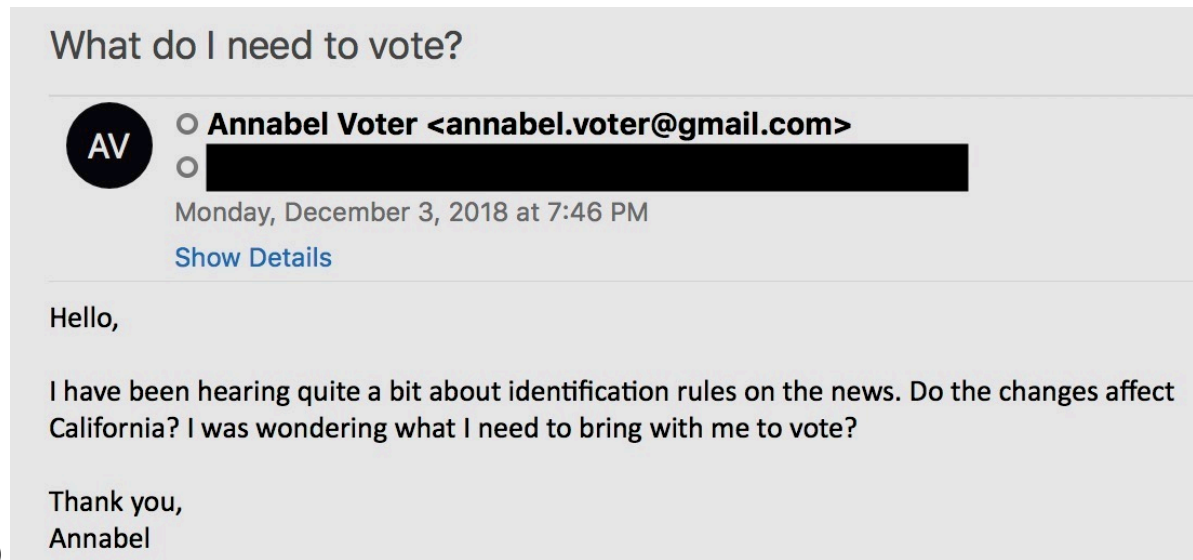 What do I need to vote?
AV
Annabel Voter <annabel.voter@gmail.com>
Monday, December 3, 2018 at 7:46 PM
Show Details
Hello,
I have been hearing quite a bit about identification rules on the news. Do the changes affect
California? I was wondering what I need to bring with me to vote?
Thank you,
Annabel